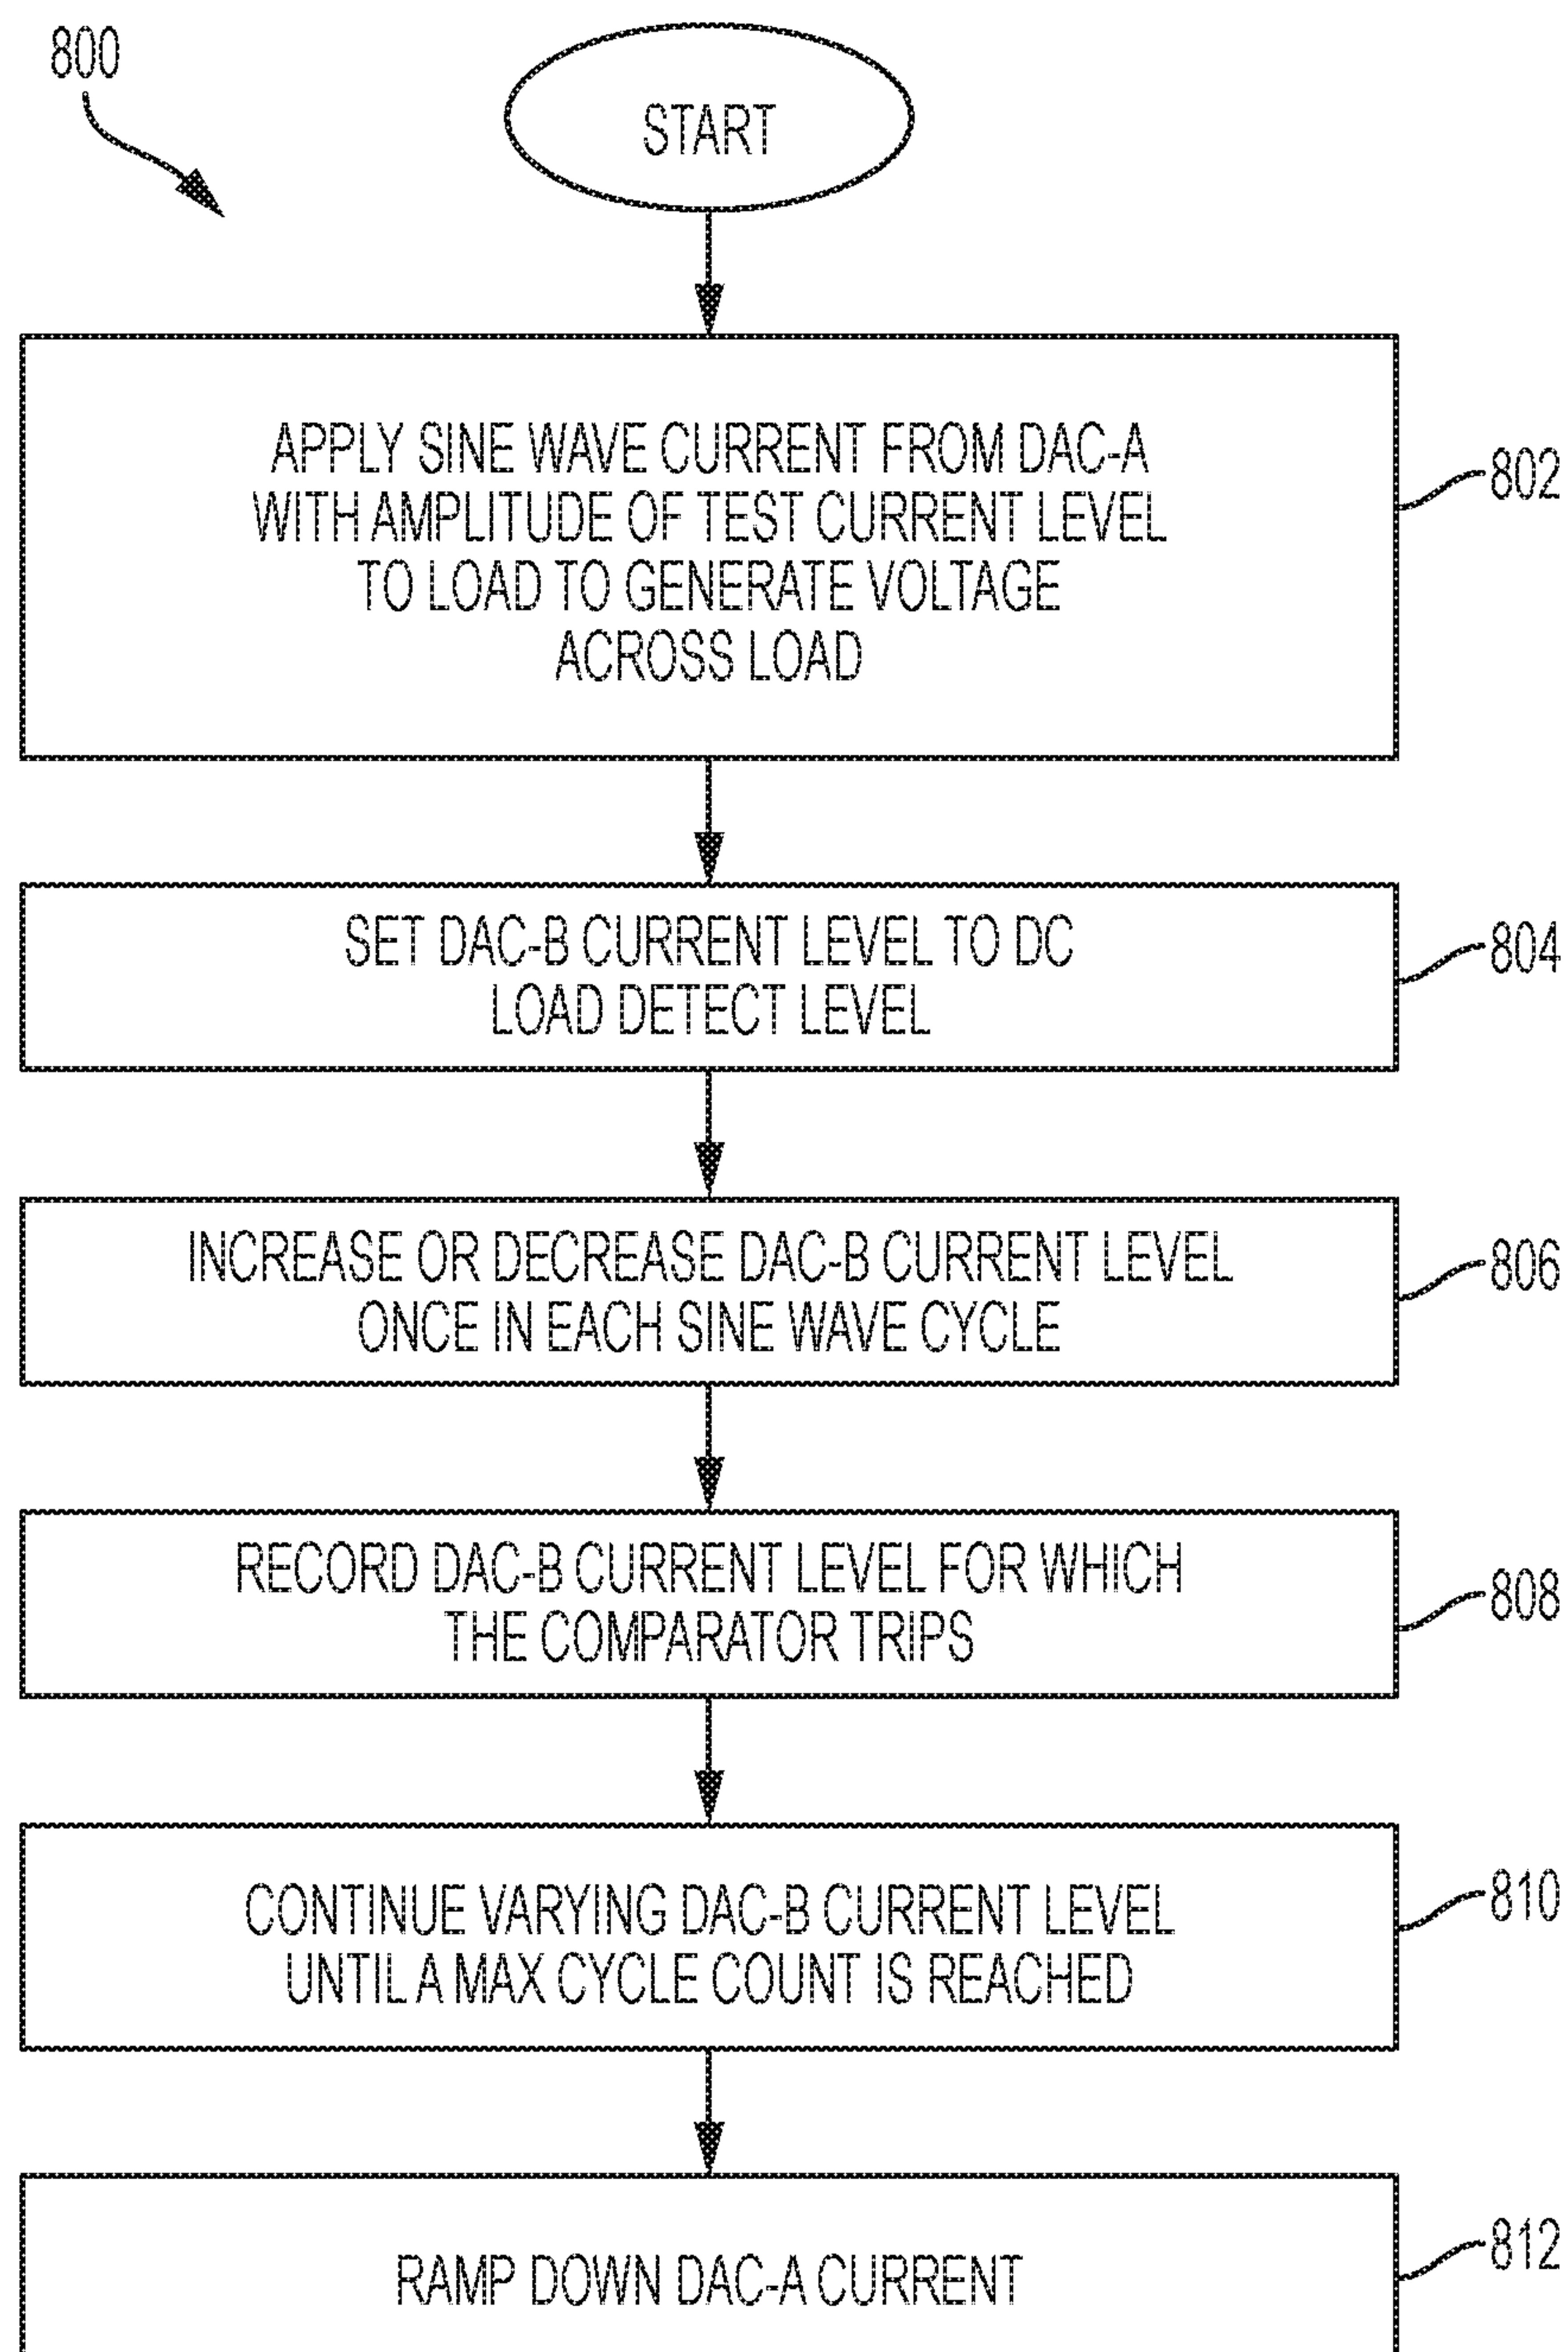 800
START
APPLY SINE WAVE CURRENT FROM DAC-A
WITH AMPLITUDE OF TEST CURRENT LEVEL
TO LOAD TO GENERATE VOLTAGE
ACROSS LOAD
802
SET DAC-B CURRENT LEVEL TO DC
LOAD DETECT LEVEL
804
INCREASE OR DECREASE DAC-B CURRENT LEVEL
ONCE IN EACH SINE WAVE CYCLE
806
RECORD DAC-B CURRENT LEVEL FOR WHICH
THE COMPARATOR TRIPS
808
CONTINUE VARYING DAC-B CURRENT LEVEL
UNTIL A MAX CYCLE COUNT IS REACHED
810
RAMP DOWN DAC-A CURRENT
812